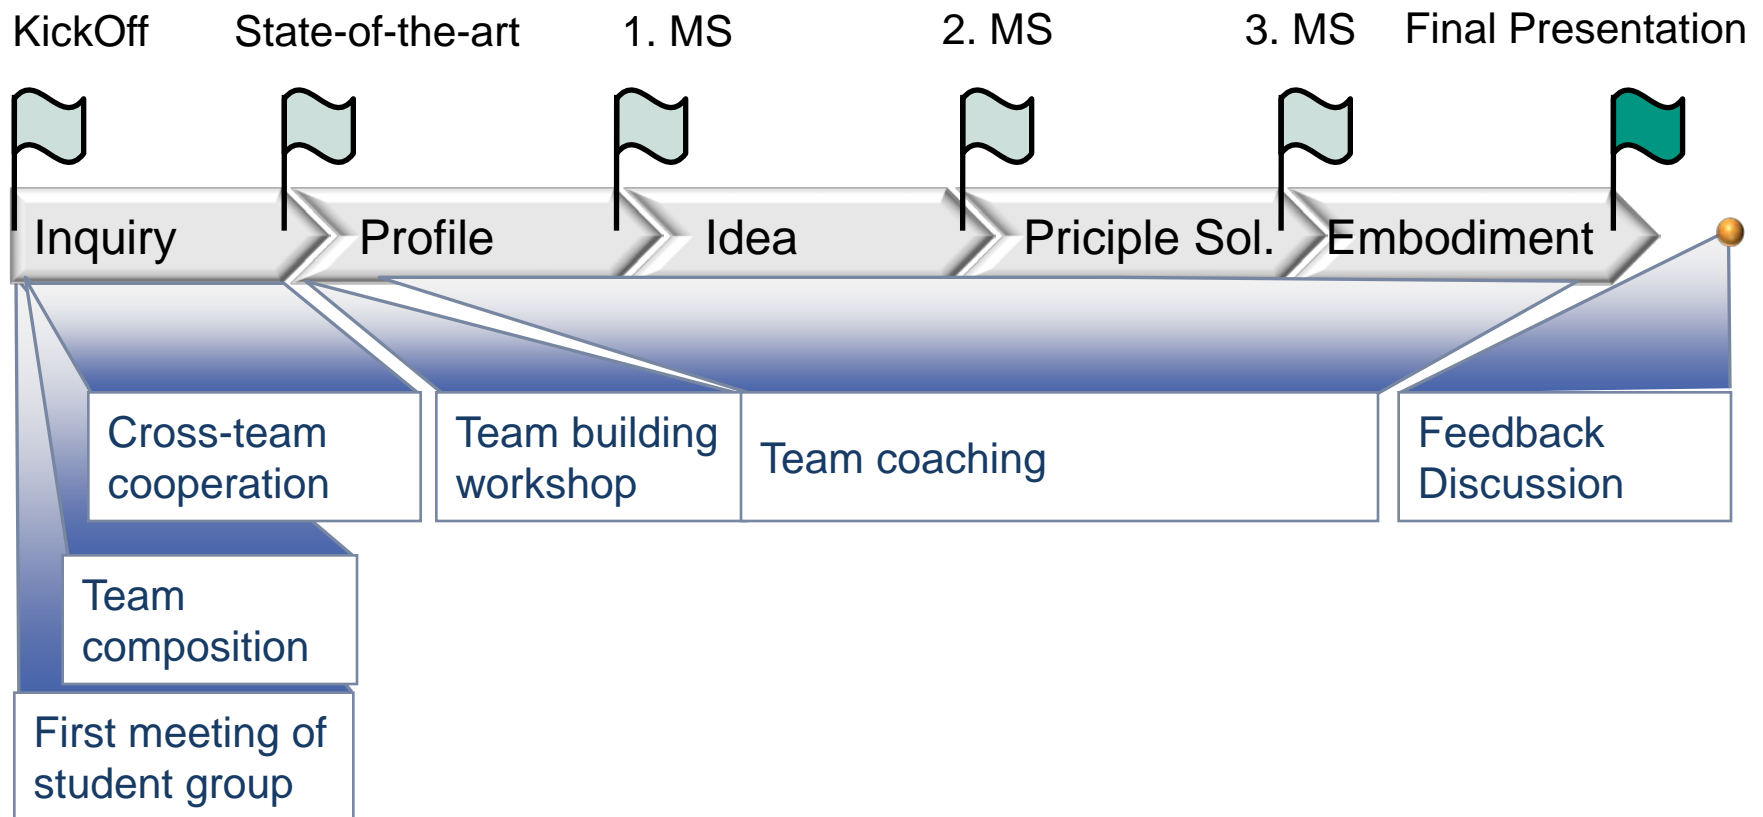 KickOff
State-of-the-art
1. MS
2. MS
3. MS
Final Presentation
Inquiry
Profile
Idea
Priciple Sol.
Embodiment
Cross-team
cooperation
Team building
workshop
Team coaching
Feedback
Discussion
Team
composition
First meeting of
student group